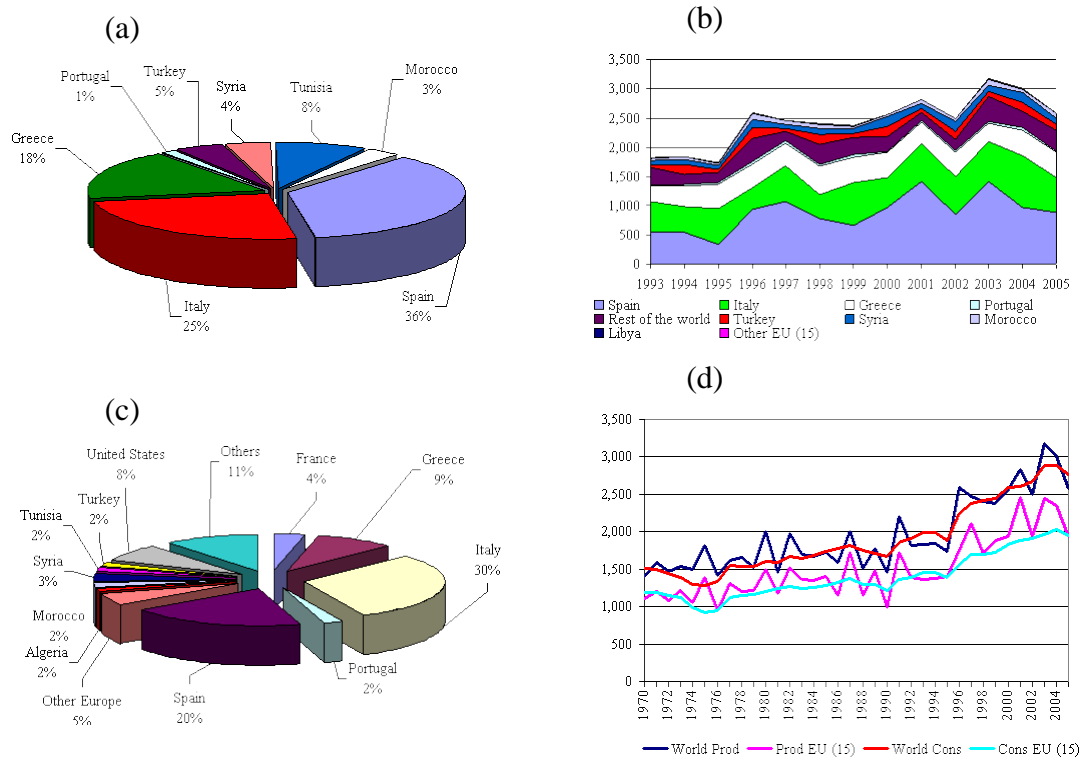 (a)
Portugal
1%
Turkey
5%
Syria
4%
Tunisia
8%
Morocco
3%
Greece
18%
Italy
25%
Spain
36%
(b)
3,500
3,000
2,500
2,000
1,500
1,000
500
0
1993 1994 1995 1996 1997 1998 1999 2000 2001 2002 2003 2004 2005
Spain Italy Greece Portugal
Rest of the world Turkey Syria Morocco
Libya Other EU (15)
(c)
United States
8%
Others
11%
France
4%
Greece
9%
Turkey
2%
Tunisia
2%
Syria
3%
Italy
30%
Morocco
2%
Algeria
2%
Portugal
2%
Other Europe
5%
Spain
20%
(d)
3,500
3,000
2,500
2,000
1,500
1,000
500
0
1970 1972 1974 1976 1978 1980 1982 1984 1986 1988 1990 1992 1994 1996 1998 2000 2002 2004
World Prod Prod EU (15) World Cons Cons EU (15)